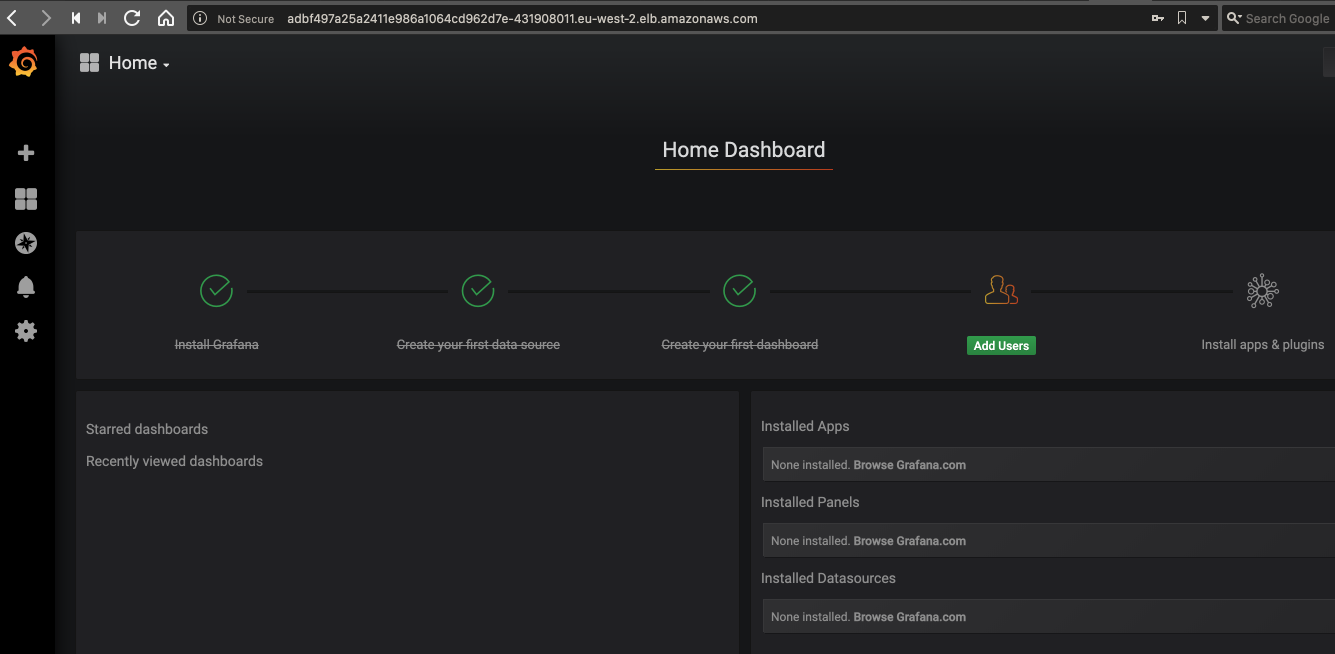 Not Secure adbf497a25a2411e986a1064cd962d7e-431908011.eu-west-2.elb.amazonaws.com Search Google
Home
Home Dashboard
Install Grafana Create your first data source Create your first dashboard Add Users Install apps & plugins
Starred dashboards
Recently viewed dashboards
Installed Apps
None installed. Browse Grafana.com
Installed Panels
None installed. Browse Grafana.com
Installed Datasources
None installed. Browse Grafana.com